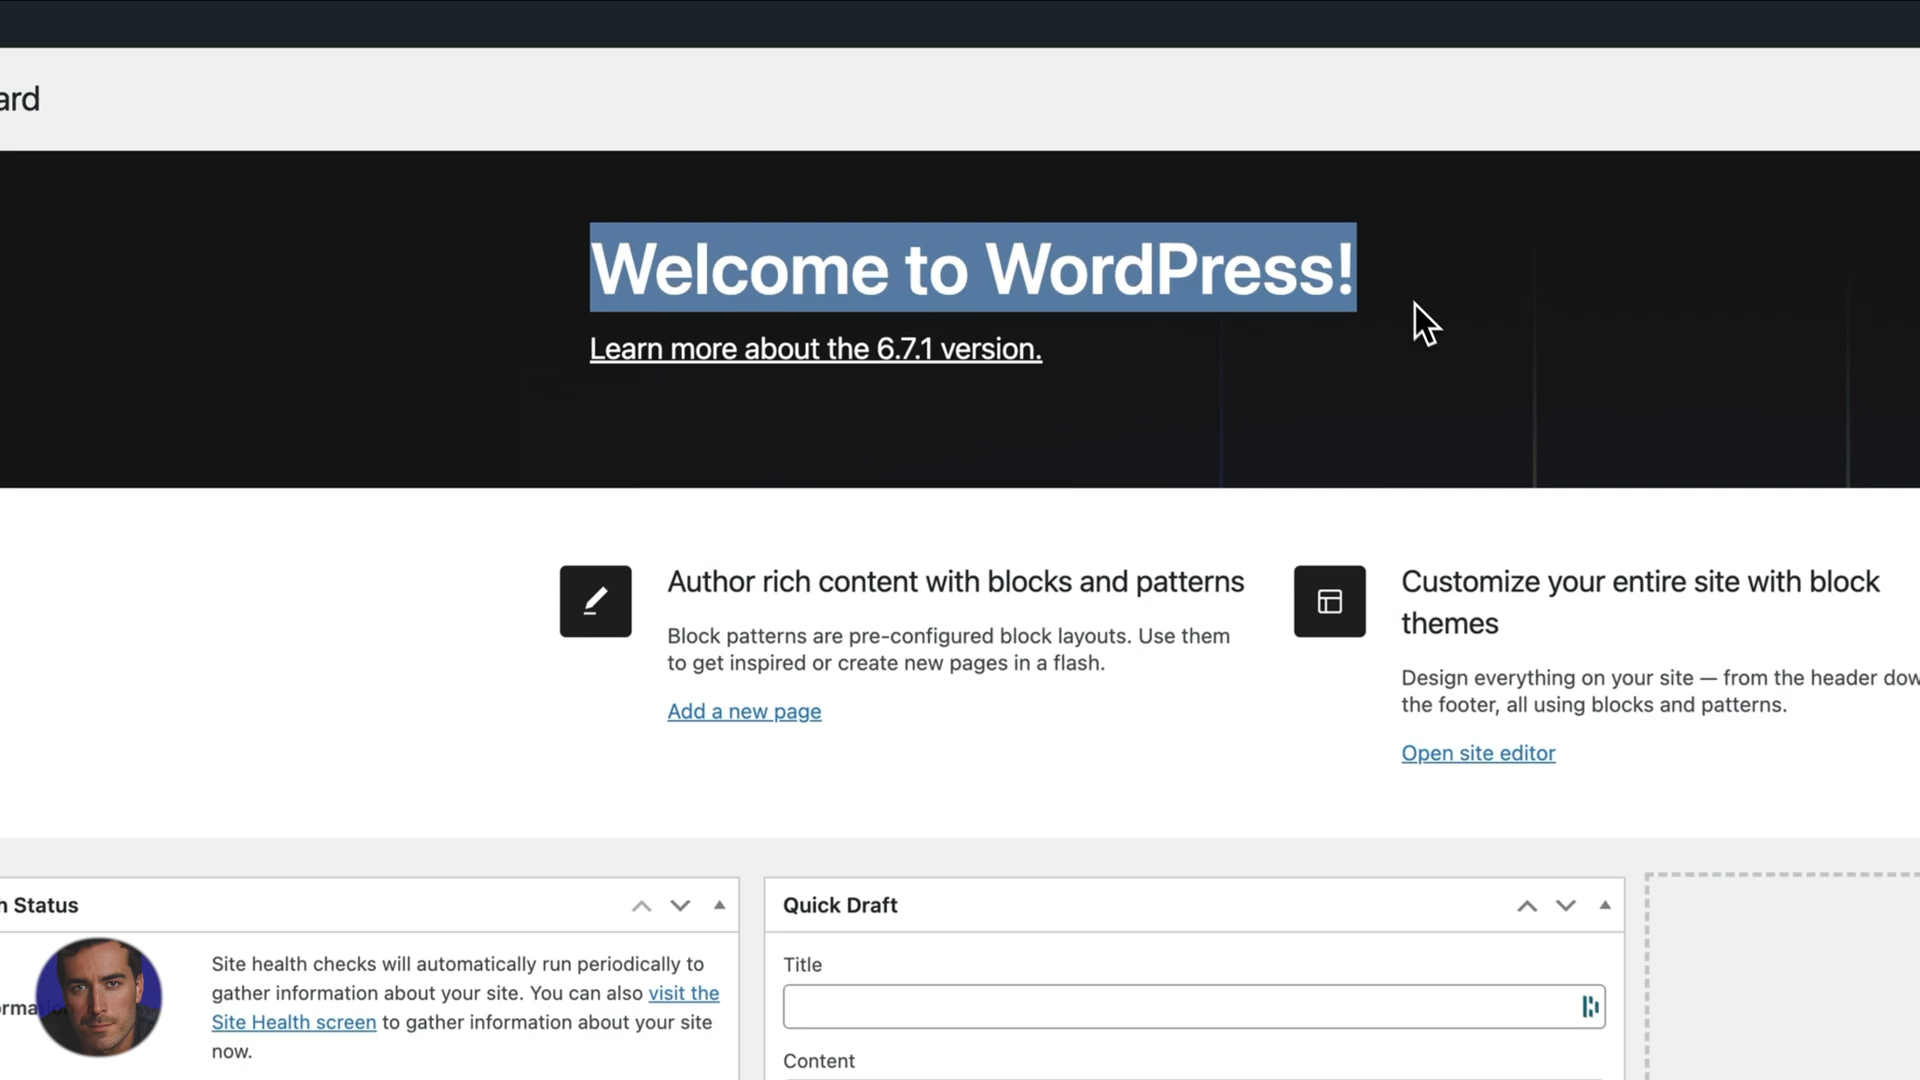 ard
Welcome to WordPress!
Learn more about the 6.7.1 version.
Author rich content with blocks and patterns
Block patterns are pre-configured block layouts. Use them
to get inspired or create new pages in a flash.
Add a new page
Customize your entire site with block
themes
Design everything on your site — from the header dow
the footer, all using blocks and patterns.
Open site editor
h Status
Site health checks will automatically run periodically to
gather information about your site. You can also visit the
Site Health screen to gather information about your site
now.
Quick Draft
Title
Content